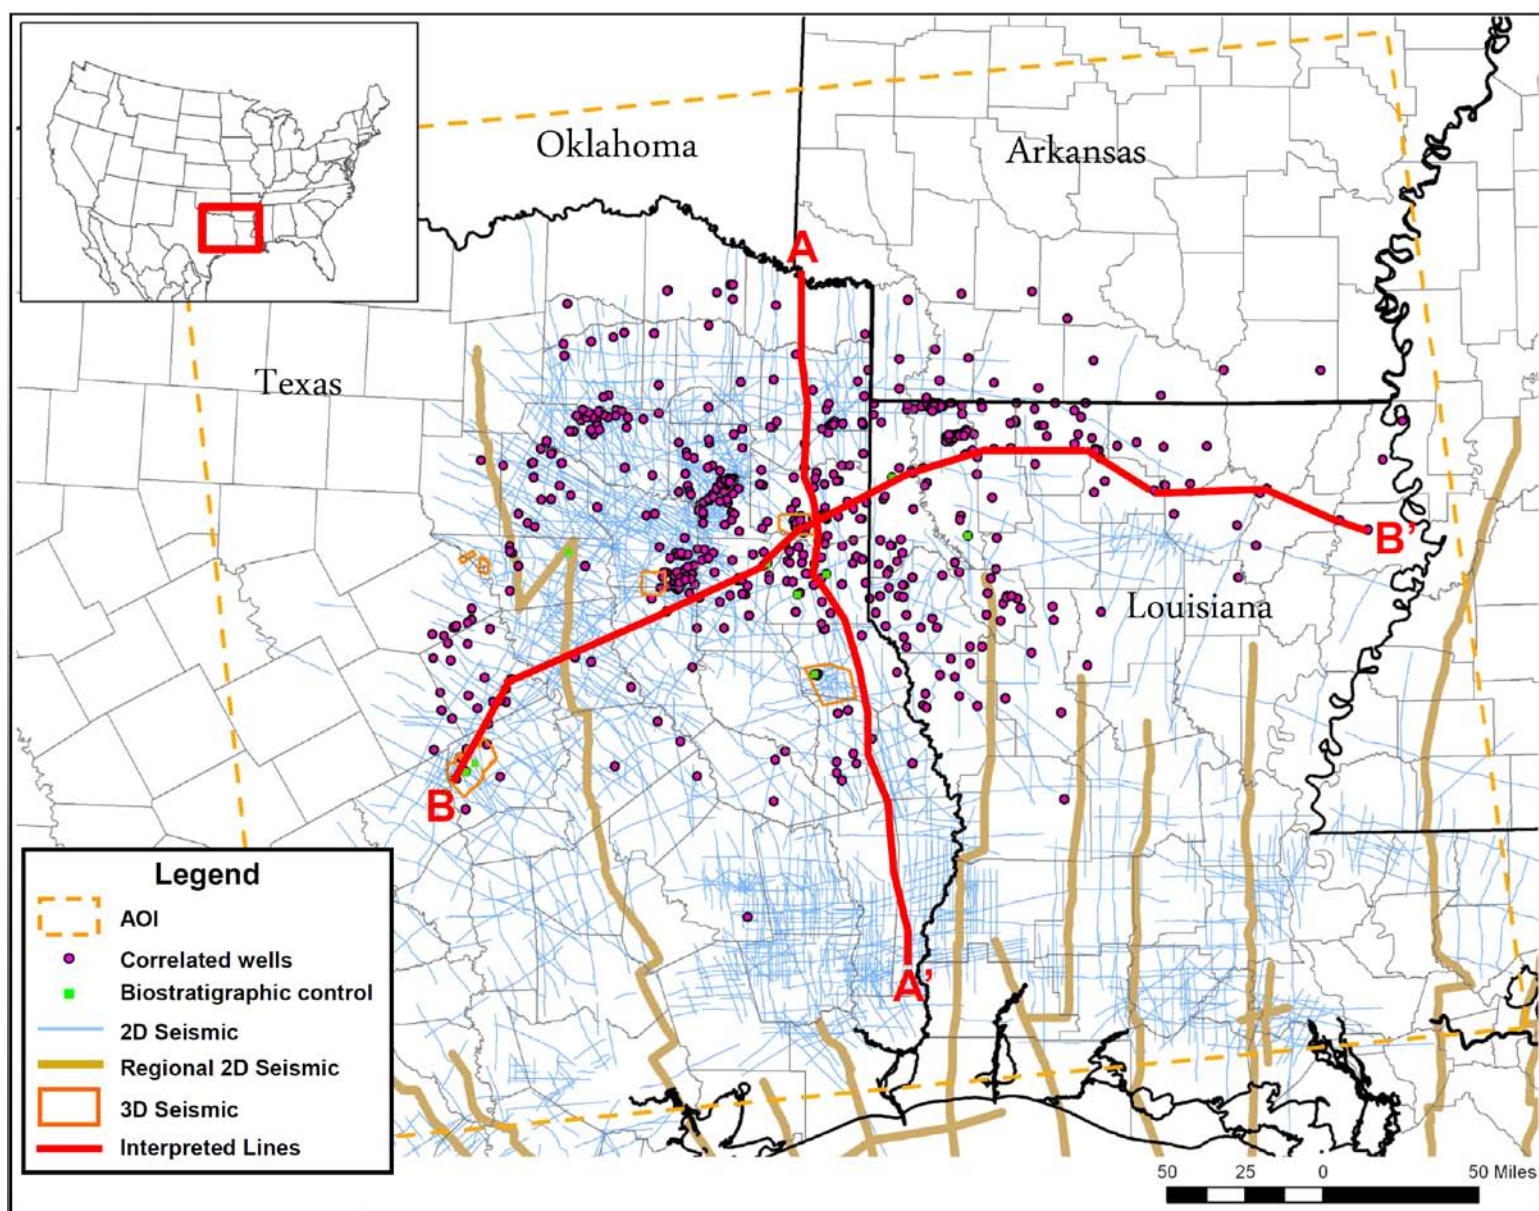 Oklahoma
Arkansas
A
Texas
B'
Louisiana
B
A'
Legend
AOI
Correlated wells
Biostratigraphic control
2D Seismic
Regional 2D Seismic
3D Seismic
Interpreted Lines
50 25 0 50 Miles